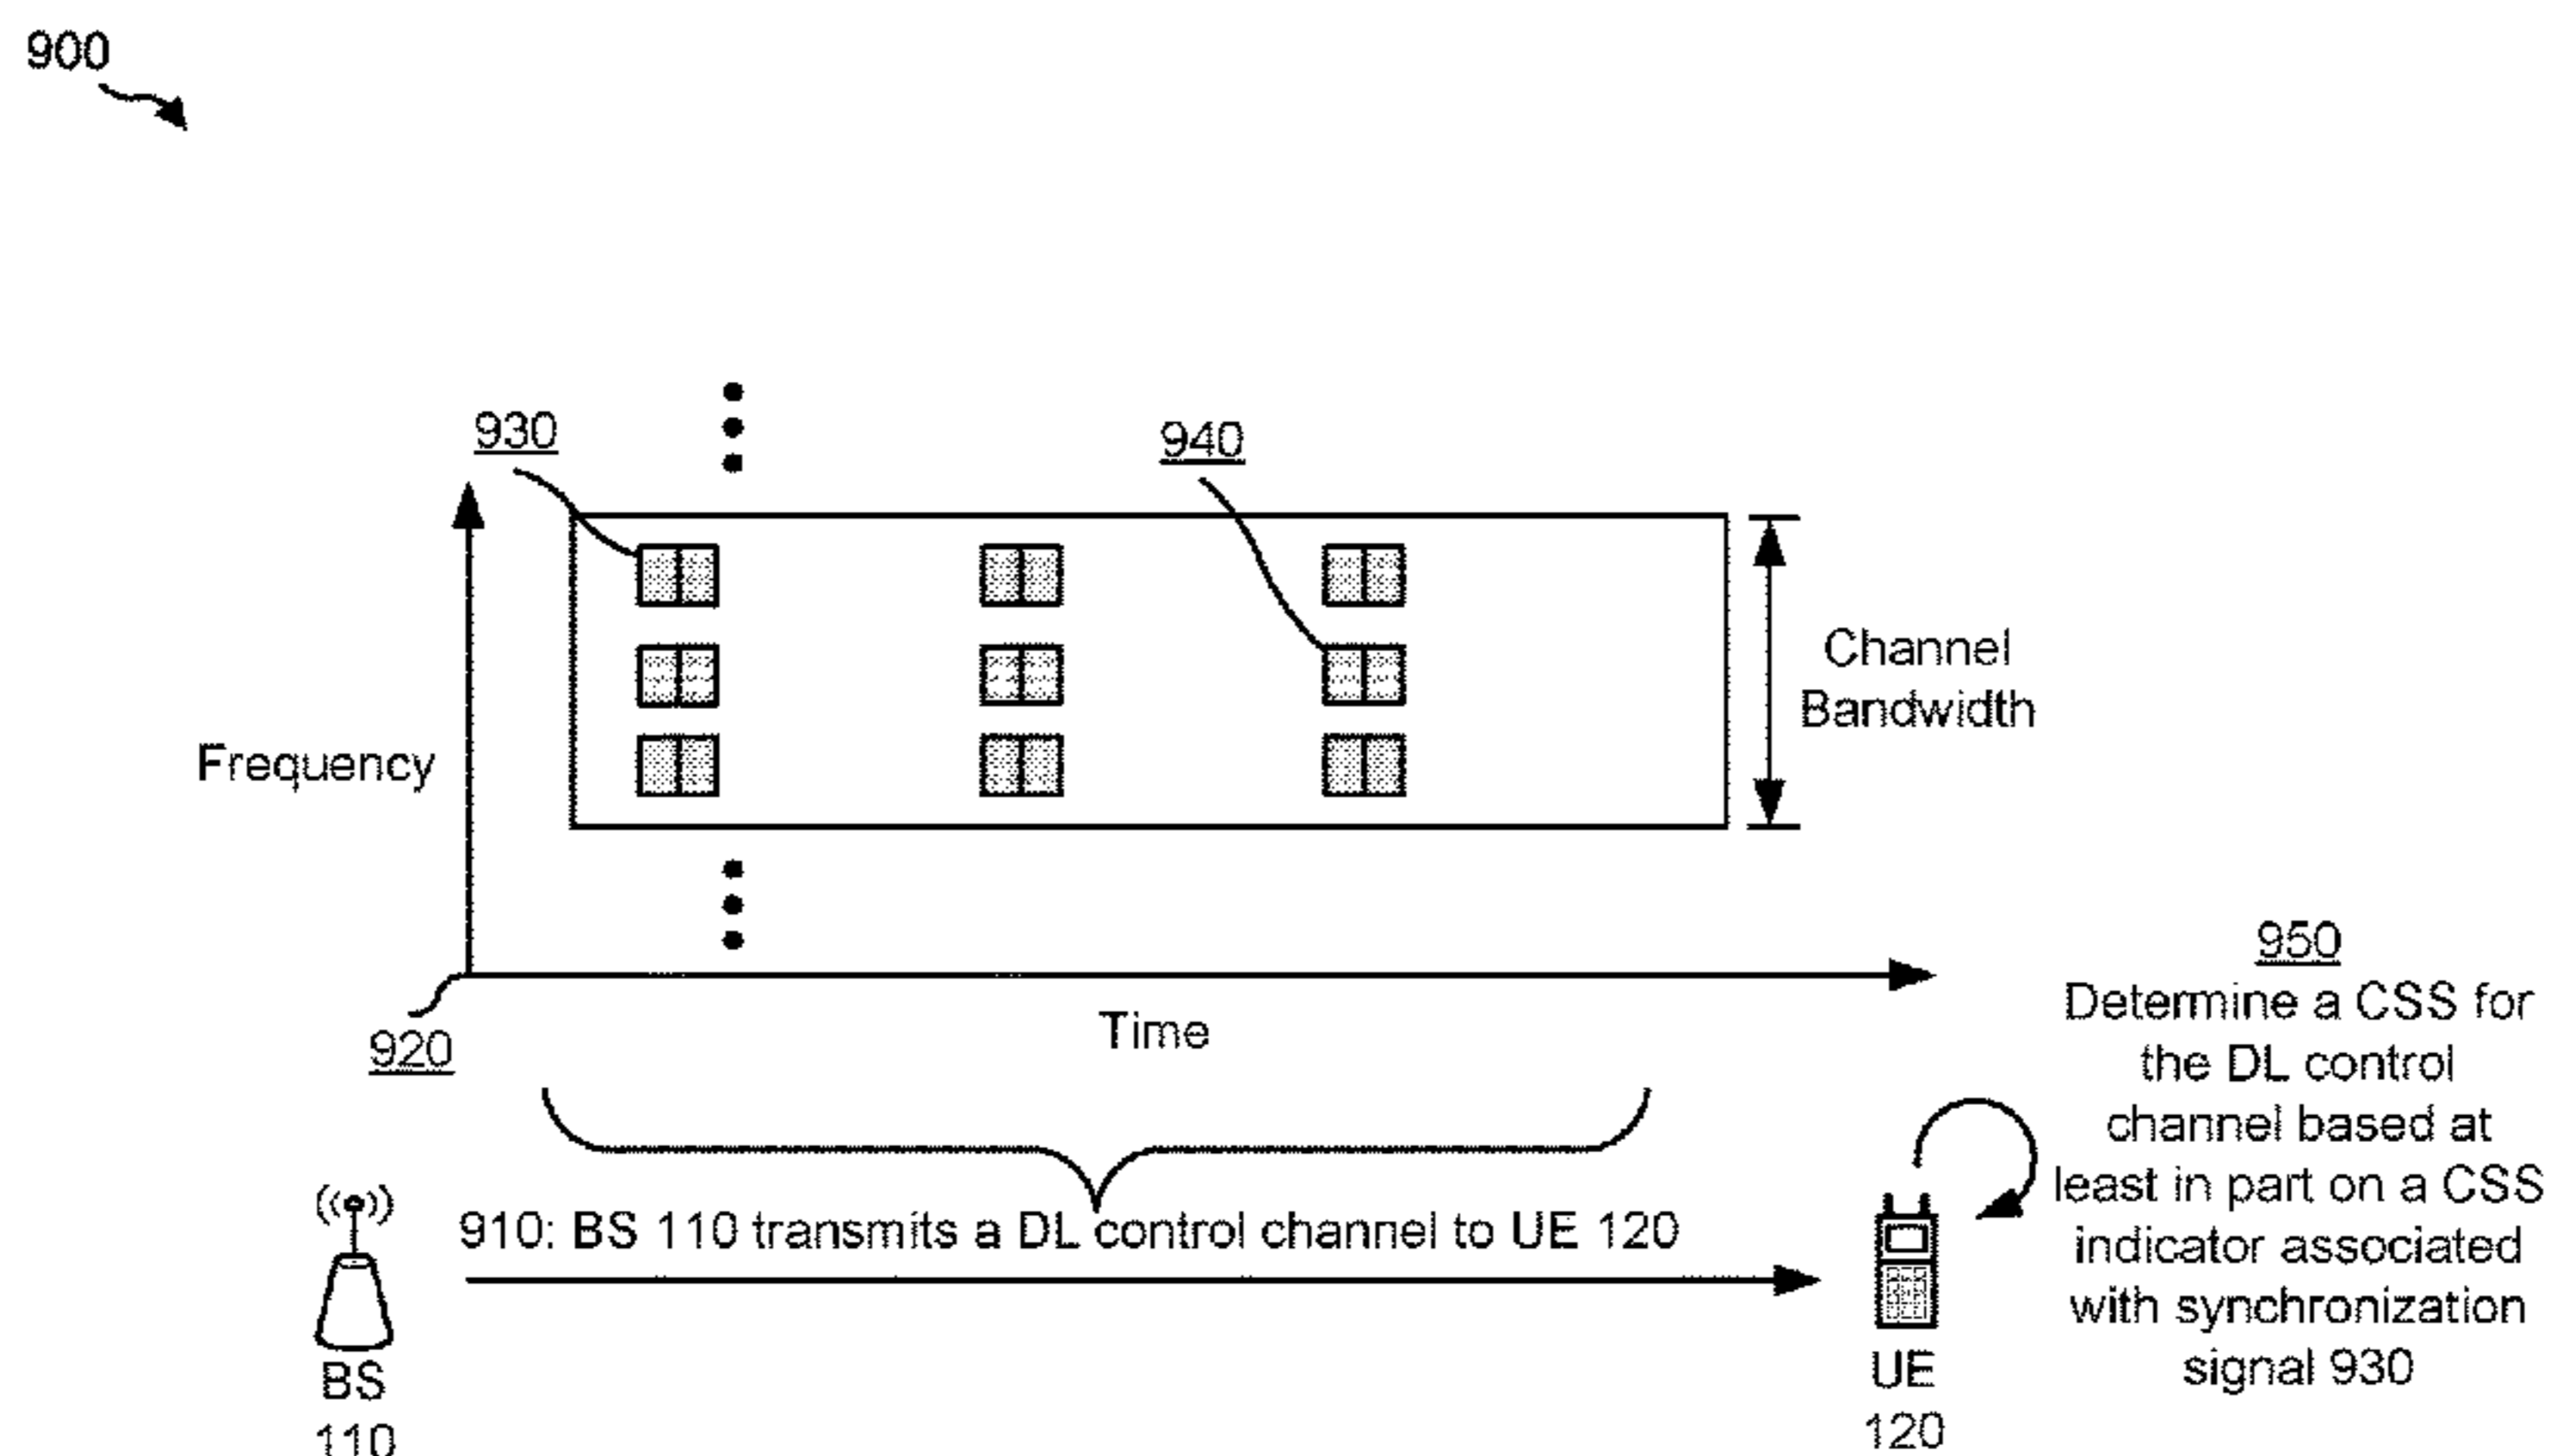 900
930
940
Channel
Bandwidth
Frequency
950
Determine a CSS for
the DL control
channel based at
least in part on a CSS
indicator associated
with synchronization
signal 930
920
Time
910: BS 110 transmits a DL control channel to UE 120
BS
110
UE
120